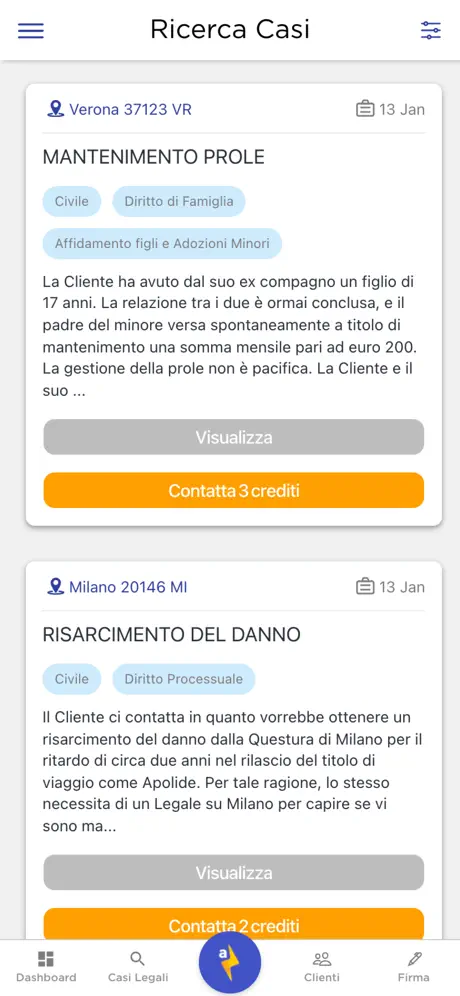 Ricerca Casi
Verona 37123 VR
13 Jan
MANTENIMENTO PROLE
Civile
Diritto di Famiglia
Affidamento figli e Adozioni Minori
La Cliente ha avuto dal suo ex compagno un figlio di
17 anni. La relazione tra i due è ormai conclusa, e il
padre del minore versa spontaneamente a titolo di
mantenimento una somma mensile pari ad euro 200.
La gestione della prole non è pacifica. La Cliente e il
suo ...
Visualizza
Contatta 3 crediti
Milano 20146 MI
13 Jan
RISARCIMENTO DEL DANNO
Civile
Diritto Processuale
Il Cliente ci contatta in quanto vorrebbe ottenere un
risarcimento del danno dalla Questura di Milano per il
ritardo di circa due anni nel rilascio del titolo di
viaggio come Apolide. Per tale ragione, lo stesso
necessita di un Legale su Milano per capire se vi
sono ma...
Visualizza
Contatta 2 crediti
a
Dashboard
Casi Legali
Clienti
Firma